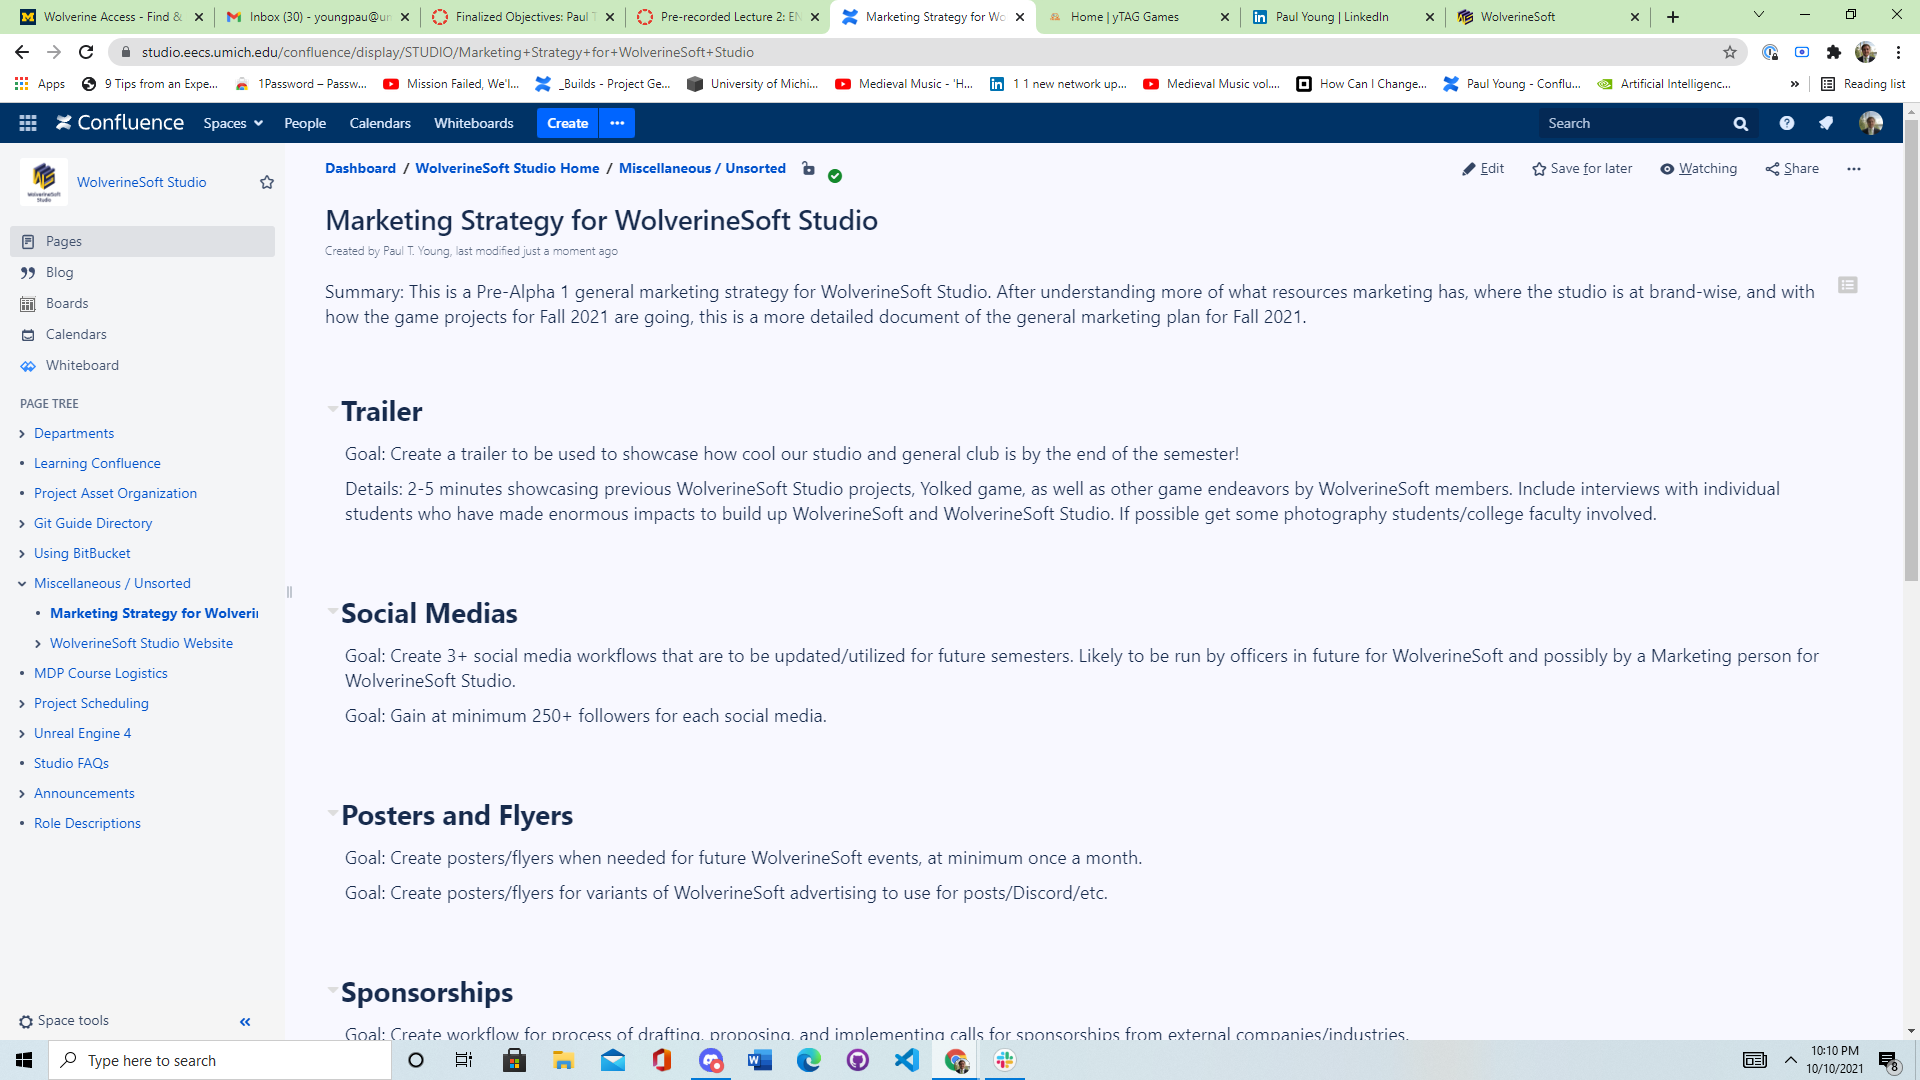 Wolverine Access - Find &
Inbox (30) - youngpau@un
Finalized Objectives: Paul T
Pre-recorded Lecture 2: EN
Marketing Strategy for Wo
Home | yTAG Games
Paul Young | LinkedIn
WolverineSoft
studio.eecs.umich.edu/confluence/display/STUDIO/Marketing+Strategy+for+WolverineSoft+Studio
Apps
9 Tips from an Expe...
1Password – Passw...
Mission Failed, We'l...
_Builds - Project Ge...
University of Michi...
Medieval Music - 'H...
1 1 new network up...
Medieval Music vol....
How Can I Change...
Paul Young - Conflu...
Artificial Intelligenc...
»
Reading list
Confluence
Spaces
People
Calendars
Whiteboards
Create
Search
WolverineSoft Studio
Dashboard / WolverineSoft Studio Home / Miscellaneous / Unsorted
Edit
Save for later
Watching
Share
Marketing Strategy for WolverineSoft Studio
Created by Paul T. Young, last modified just a moment ago
Pages
Blog
Boards
Calendars
Whiteboard
PAGE TREE
Departments
Learning Confluence
Project Asset Organization
Git Guide Directory
Using BitBucket
Miscellaneous / Unsorted
Marketing Strategy for Wolverin
WolverineSoft Studio Website
MDP Course Logistics
Project Scheduling
Unreal Engine 4
Studio FAQs
Announcements
Role Descriptions
Space tools
Summary: This is a Pre-Alpha 1 general marketing strategy for WolverineSoft Studio. After understanding more of what resources marketing has, where the studio is at brand-wise, and with
how the game projects for Fall 2021 are going, this is a more detailed document of the general marketing plan for Fall 2021.
Trailer
Goal: Create a trailer to be used to showcase how cool our studio and general club is by the end of the semester!
Details: 2-5 minutes showcasing previous WolverineSoft Studio projects, Yolked game, as well as other game endeavors by WolverineSoft members. Include interviews with individual
students who have made enormous impacts to build up WolverineSoft and WolverineSoft Studio. If possible get some photography students/college faculty involved.
Social Medias
Goal: Create 3+ social media workflows that are to be updated/utilized for future semesters. Likely to be run by officers in future for WolverineSoft and possibly by a Marketing person for
WolverineSoft Studio.
Goal: Gain at minimum 250+ followers for each social media.
Posters and Flyers
Goal: Create posters/flyers when needed for future WolverineSoft events, at minimum once a month.
Goal: Create posters/flyers for variants of WolverineSoft advertising to use for posts/Discord/etc.
Sponsorships
Goal: Create workflow for process of drafting, proposing, and implementing calls for sponsorships from external companies/industries.
Type here to search
10:10 PM
10/10/2021
8